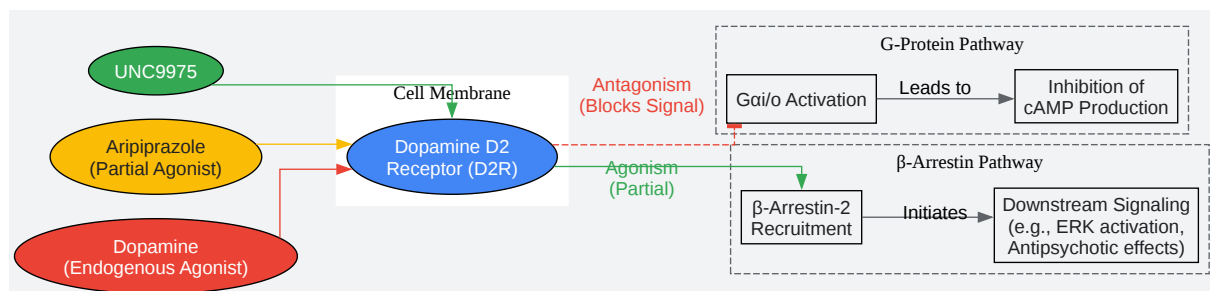 UNC9975
Aripiprazole
(Partial Agonist)
Dopamine
(Endogenous Agonist)
Cell Membrane
Dopamine D2
Receptor (D2R)
Antagonism
(Blocks Signal)
Agonism
(Partial)
G-Protein Pathway
Gαi/o Activation
Leads to
Inhibition of
cAMP Production
β-Arrestin Pathway
β-Arrestin-2
Recruitment
Initiates
Downstream Signaling
(e.g., ERK activation,
Antipsychotic effects)